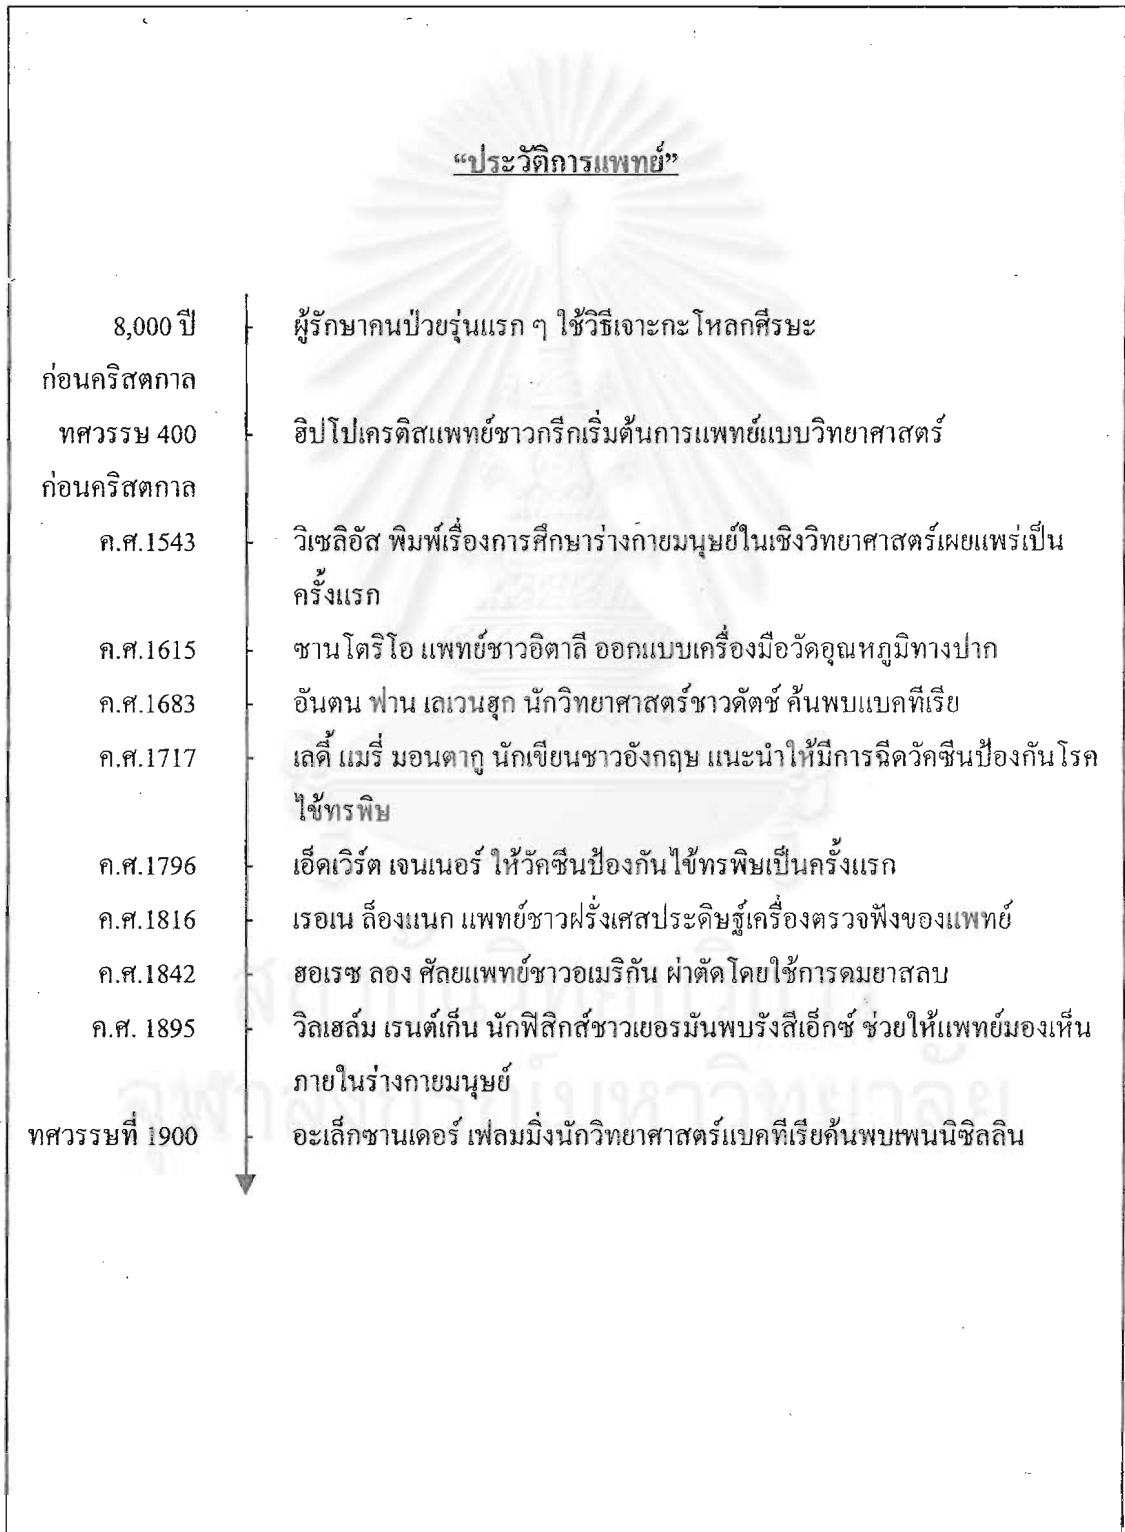 “ประวัติการแพทย์”
8,000 ปี ผู้รักษาคนป่วยรุ่นแรก ๆ ใช้วิธีเจาะกะโหลกศีรษะ
ก่อนคริสตกาล
ทศวรรษ 400 ฮิปโปเครติสแพทย์ชาวกรีกเริ่มต้นการแพทย์แบบวิทยาศาสตร์
ก่อนคริสตกาล
ค.ศ.1543 วิเซลิอัส พิมพ์เรื่องการศึกษาร่างกายมนุษย์ในเชิงวิทยาศาสตร์เผยแพร่เป็น
ครั้งแรก
ค.ศ.1615 ซานโตริโอ แพทย์ชาวอิตาลี ออกแบบเครื่องมือวัดอุณหภูมิทางปาก
ค.ศ.1683 อันตน ฟาน เลเวนฮุก นักวิทยาศาสตร์ชาวดัตช์ ค้นพบแบคทีเรีย
ค.ศ.1717 เลดี้ แมรี่ มอนตากู นักเขียนชาวอังกฤษ แนะนำให้มีการฉีดวัคซีนป้องกันโรค
ไข้ทรพิษ
ค.ศ.1796 เอ็ดเวิร์ต เจนเนอร์ ให้วัคซีนป้องกันไข้ทรพิษเป็นครั้งแรก
ค.ศ.1816 เรอเน ล็องแนก แพทย์ชาวฝรั่งเศสประดิษฐ์เครื่องตรวจฟังของแพทย์
ค.ศ.1842 ฮอเรซ ลอง ศัลยแพทย์ชาวอเมริกัน ผ่าตัดโดยใช้การดมยาสลบ
ค.ศ. 1895 วิลเฮล์ม เรนต์เก็น นักฟิสิกส์ชาวเยอรมันพบรังสีเอ็กซ์ ช่วยให้แพทย์มองเห็น
ภายในร่างกายมนุษย์
ทศวรรษที่ 1900 อะเล็กซานเดอร์ เฟลมมิ่งนักวิทยาศาสตร์แบคทีเรียค้นพบเพนนิซิลลิน
สถาบันวิทยบริการ
จุฬาลงกรณ์มหาวิทยาลัย